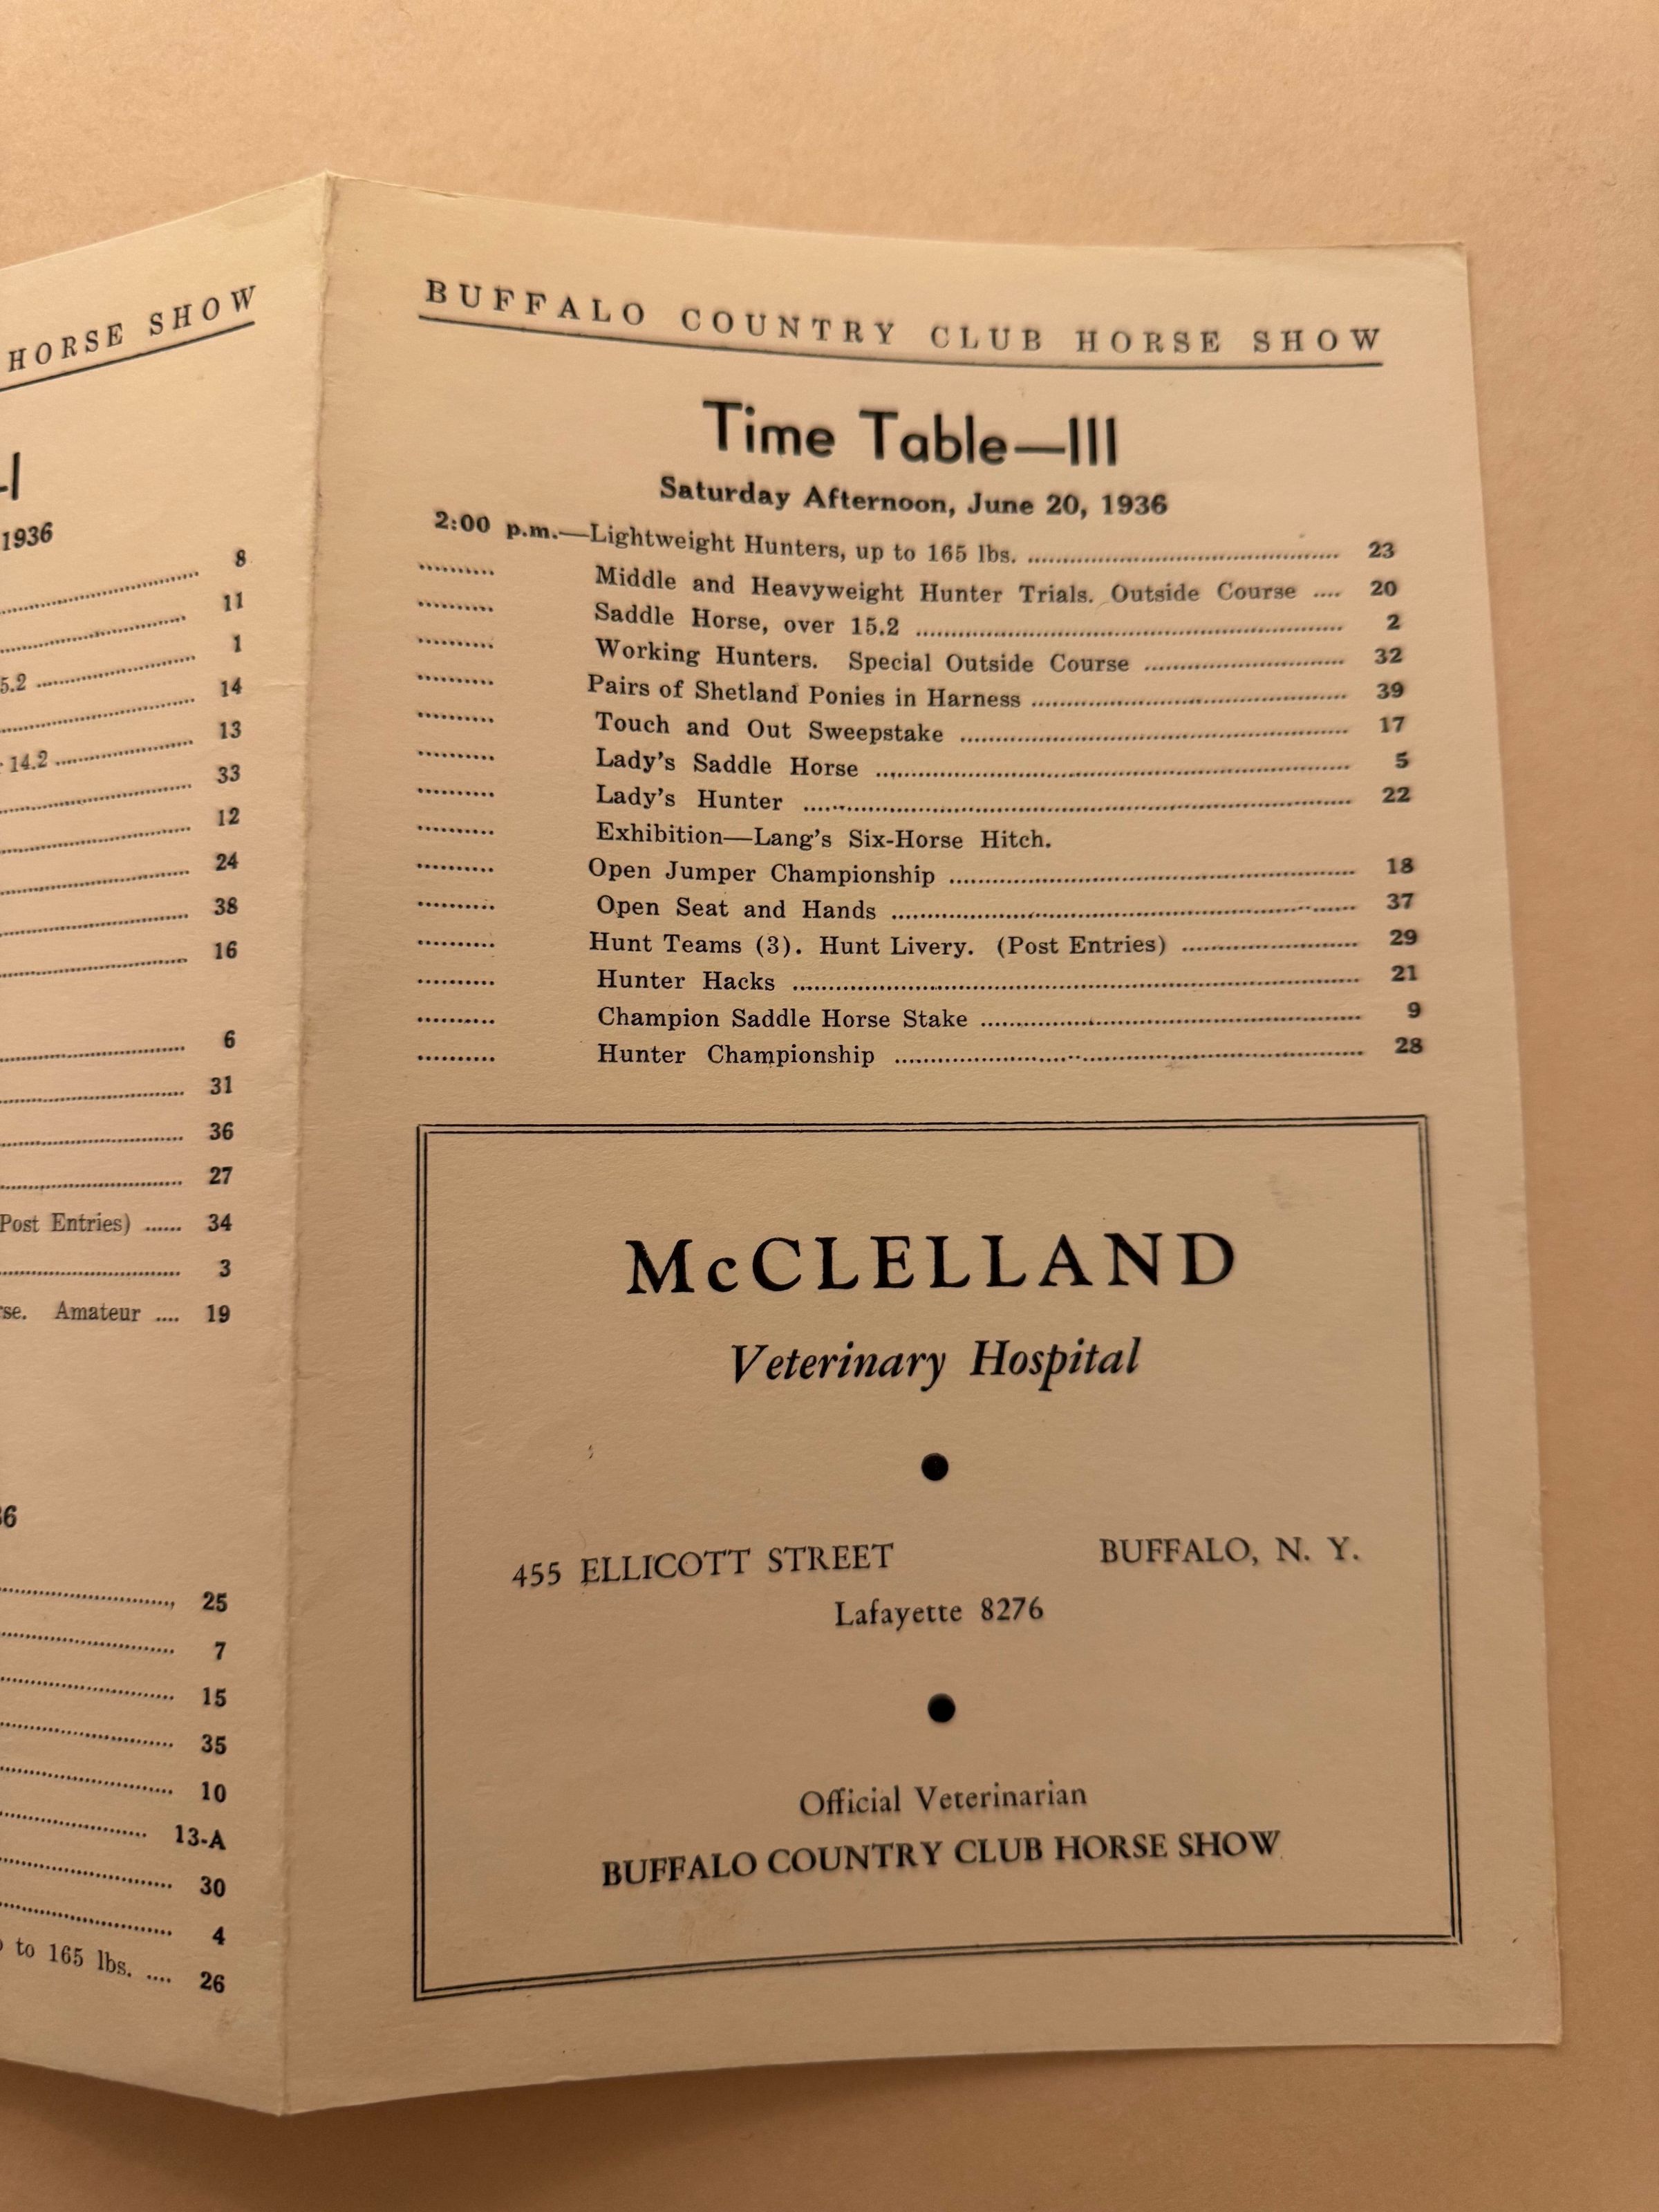 HORSE SHOW
1936
8
11
1
5.2 ........ 14
14.2 ........ 13
33
12
24
38
16
6
31
36
27
Post Entries) ...... 34
3
Amateur .... 19
25
7
15
35
10
13-A
30
4
to 165 lbs. .... 26
BUFFALO COUNTRY CLUB HORSE SHOW
Time Table—III
Saturday Afternoon, June 20, 1936
2:00 p.m.—Lightweight Hunters, up to 165 lbs. ........ 23
.......... Middle and Heavyweight Hunter Trials. Outside Course .... 20
.......... Saddle Horse, over 15.2 ........ 2
.......... Working Hunters. Special Outside Course ........ 32
.......... Pairs of Shetland Ponies in Harness ........ 39
.......... Touch and Out Sweepstake ........ 17
.......... Lady's Saddle Horse ........ 5
.......... Lady's Hunter ........ 22
.......... Exhibition—Lang's Six-Horse Hitch.
.......... Open Jumper Championship ........ 18
.......... Open Seat and Hands ........ 37
.......... Hunt Teams (3). Hunt Livery. (Post Entries) ........ 29
.......... Hunter Hacks ........ 21
.......... Champion Saddle Horse Stake ........ 9
.......... Hunter Championship ........ 28
McCLELLAND
Veterinary Hospital
455 ELLICOTT STREET BUFFALO, N. Y.
Lafayette 8276
Official Veterinarian
BUFFALO COUNTRY CLUB HORSE SHOW